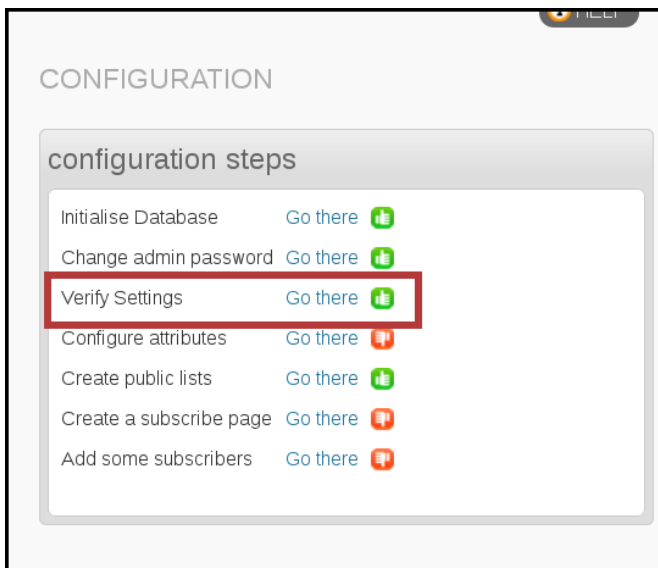 HELP
CONFIGURATION
configuration steps
Initialise Database Go there
Change admin password Go there
Verify Settings Go there
Configure attributes Go there
Create public lists Go there
Create a subscribe page Go there
Add some subscribers Go there